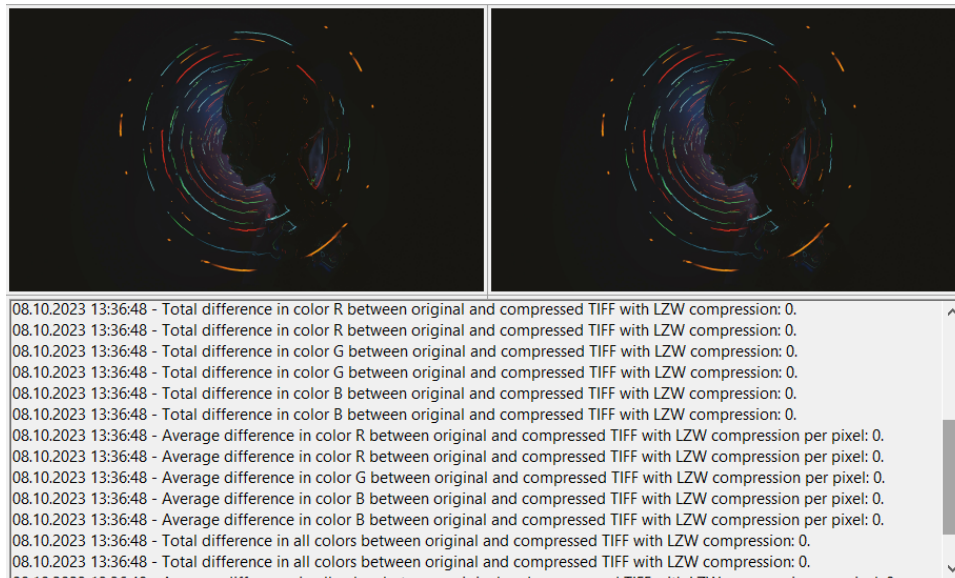 08.10.2023 13:36:48 - Total difference in color R between original and compressed TIFF with LZW compression: 0.
08.10.2023 13:36:48 - Total difference in color R between original and compressed TIFF with LZW compression: 0.
08.10.2023 13:36:48 - Total difference in color G between original and compressed TIFF with LZW compression: 0.
08.10.2023 13:36:48 - Total difference in color G between original and compressed TIFF with LZW compression: 0.
08.10.2023 13:36:48 - Total difference in color B between original and compressed TIFF with LZW compression: 0.
08.10.2023 13:36:48 - Total difference in color B between original and compressed TIFF with LZW compression: 0.
08.10.2023 13:36:48 - Average difference in color R between original and compressed TIFF with LZW compression per pixel: 0.
08.10.2023 13:36:48 - Average difference in color R between original and compressed TIFF with LZW compression per pixel: 0.
08.10.2023 13:36:48 - Average difference in color G between original and compressed TIFF with LZW compression per pixel: 0.
08.10.2023 13:36:48 - Average difference in color B between original and compressed TIFF with LZW compression per pixel: 0.
08.10.2023 13:36:48 - Average difference in color B between original and compressed TIFF with LZW compression per pixel: 0.
08.10.2023 13:36:48 - Total difference in all colors between original and compressed TIFF with LZW compression: 0.
08.10.2023 13:36:48 - Total difference in all colors between original and compressed TIFF with LZW compression: 0.